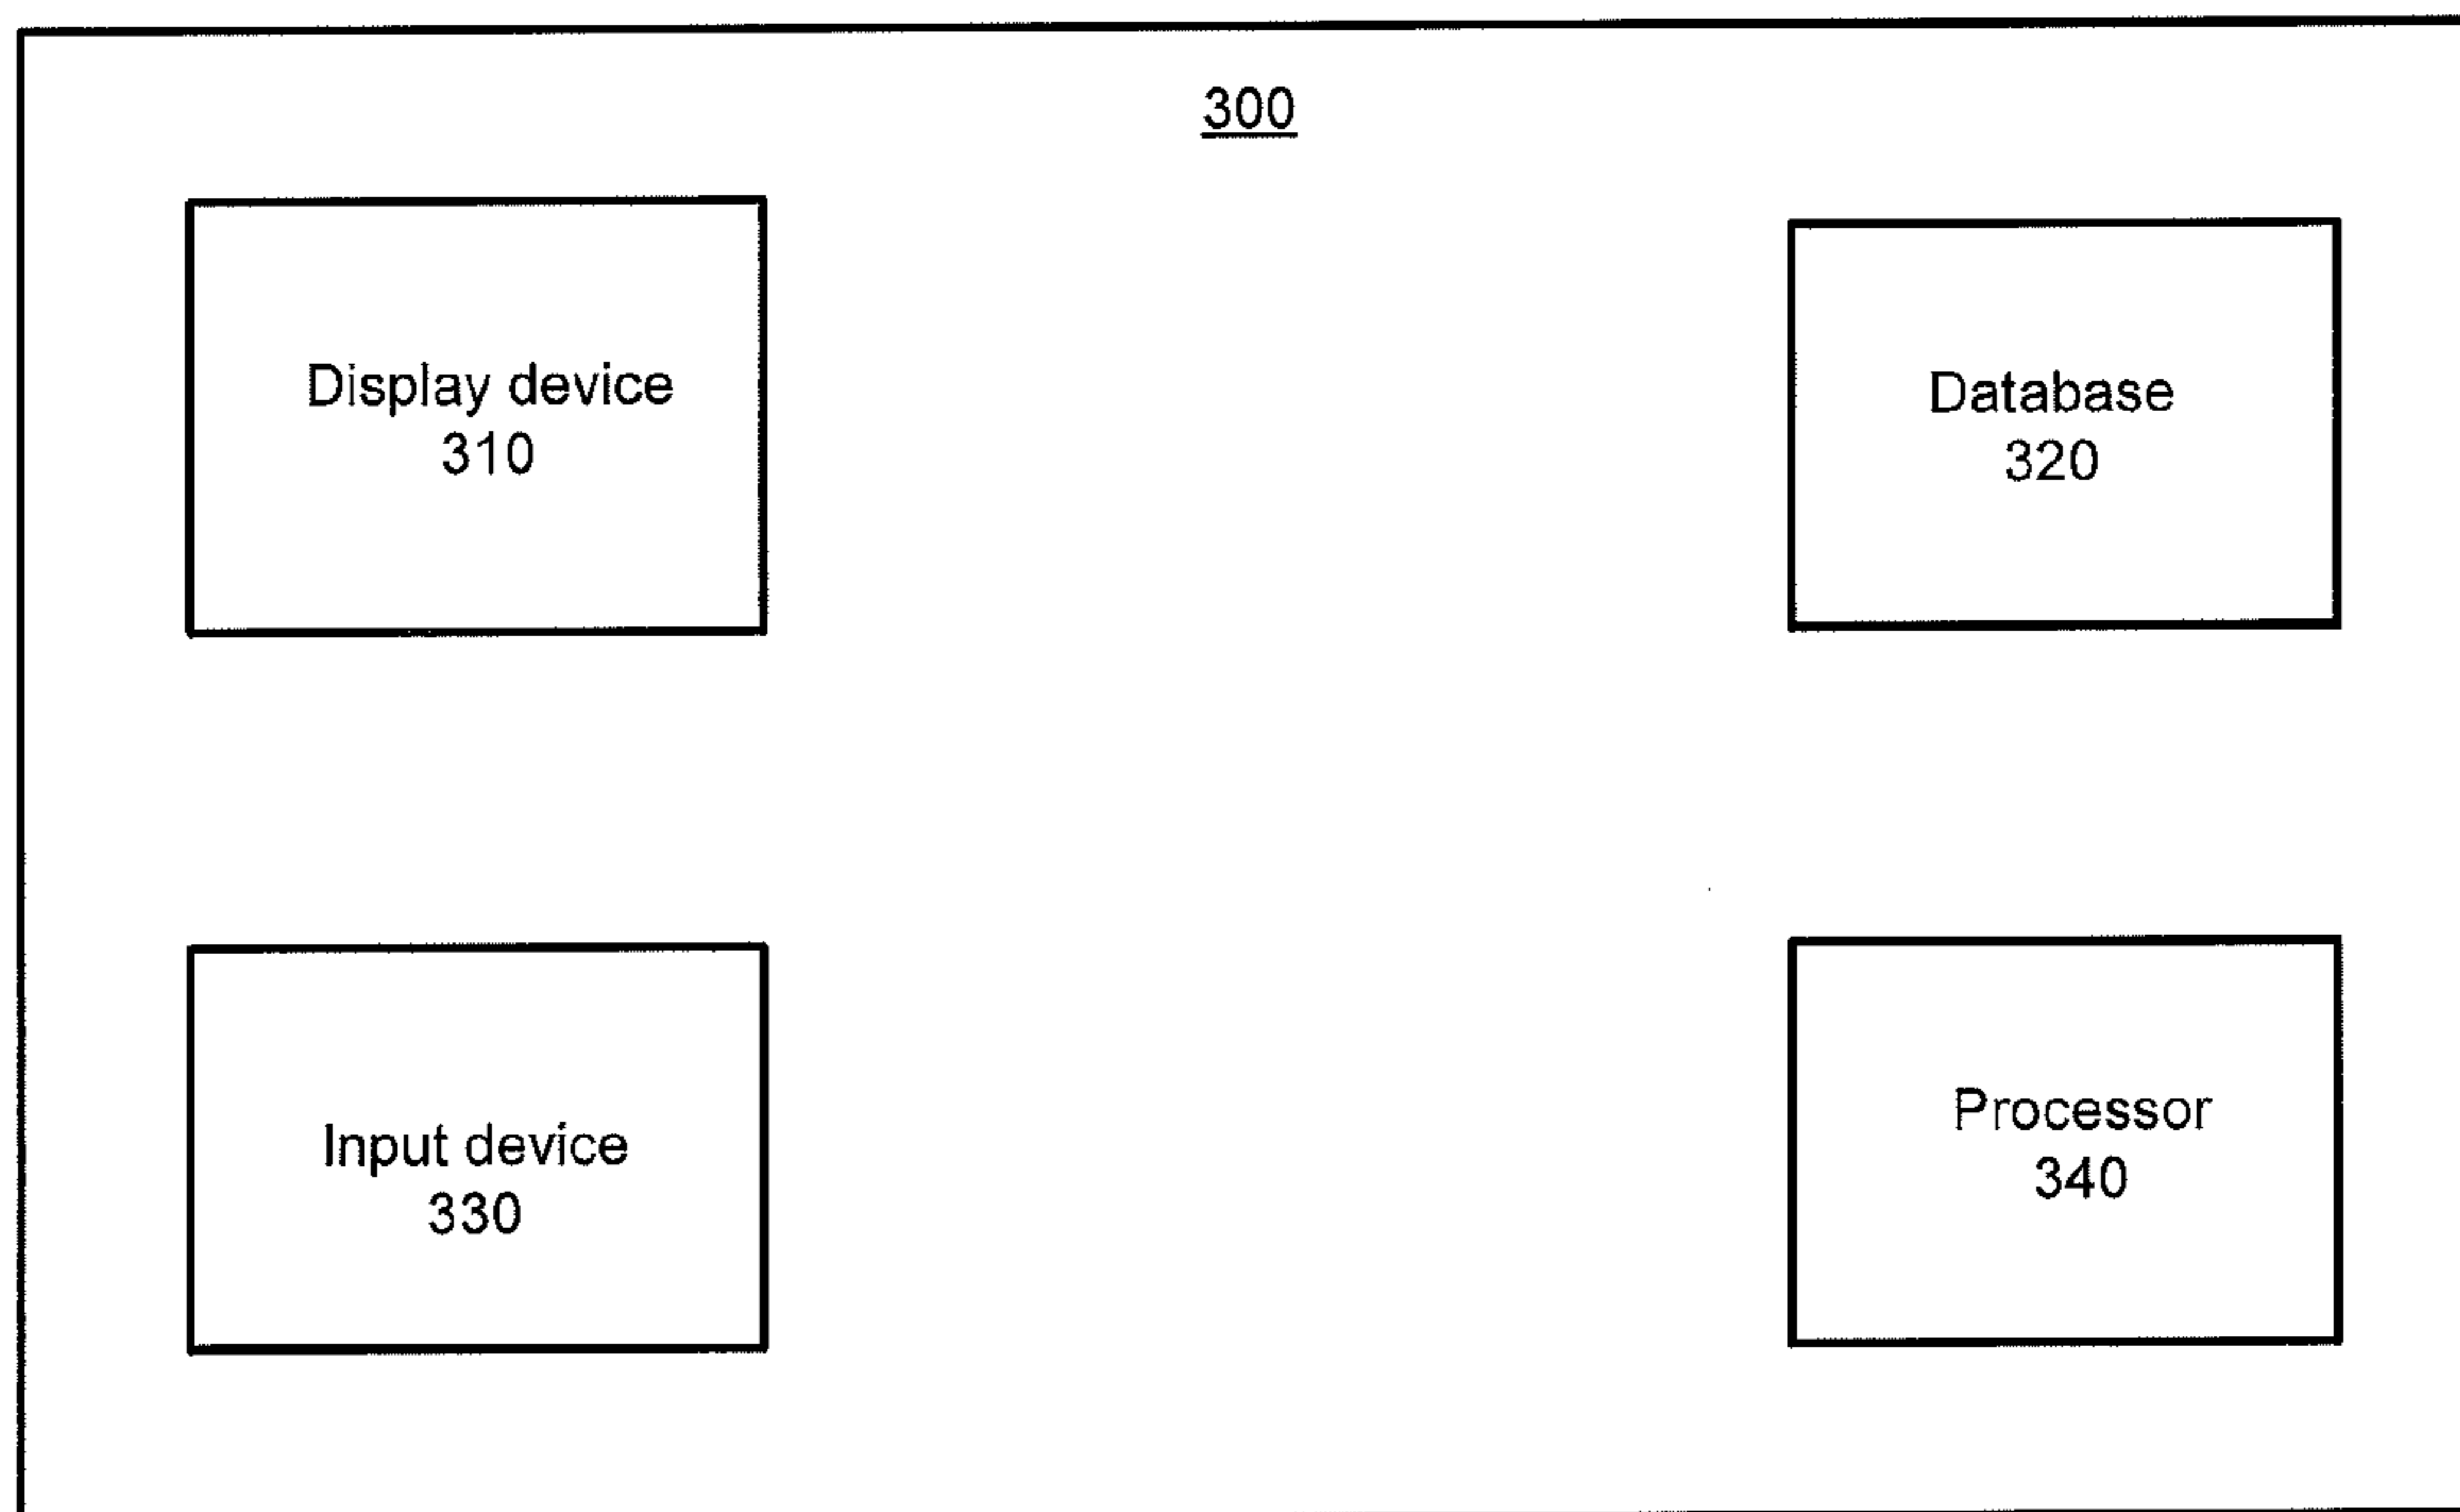 300
Display device
310
Database
320
Input device
330
Processor
340